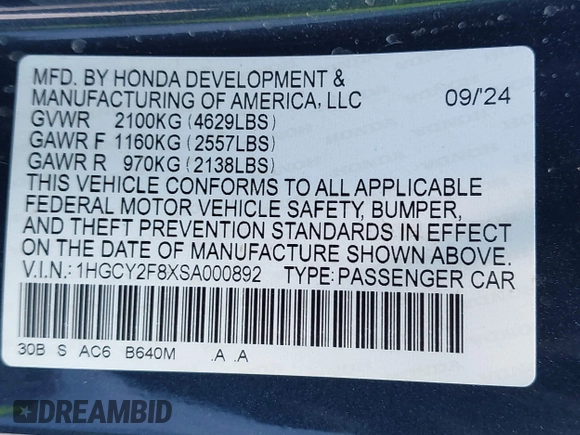 MFD. BY HONDA DEVELOPMENT &
MANUFACTURING OF AMERICA, LLC 09/'24
GVWR 2100KG (4629LBS)
GAWR F 1160KG (2557LBS)
GAWR R 970KG (2138LBS)
THIS VEHICLE CONFORMS TO ALL APPLICABLE
FEDERAL MOTOR VEHICLE SAFETY, BUMPER,
AND THEFT PREVENTION STANDARDS IN EFFECT
ON THE DATE OF MANUFACTURE SHOWN ABOVE.
V.I.N.: 1HGCY2F8XSA000892 TYPE: PASSENGER CAR
30B S AC6 B640M .A .A
DREAMBID